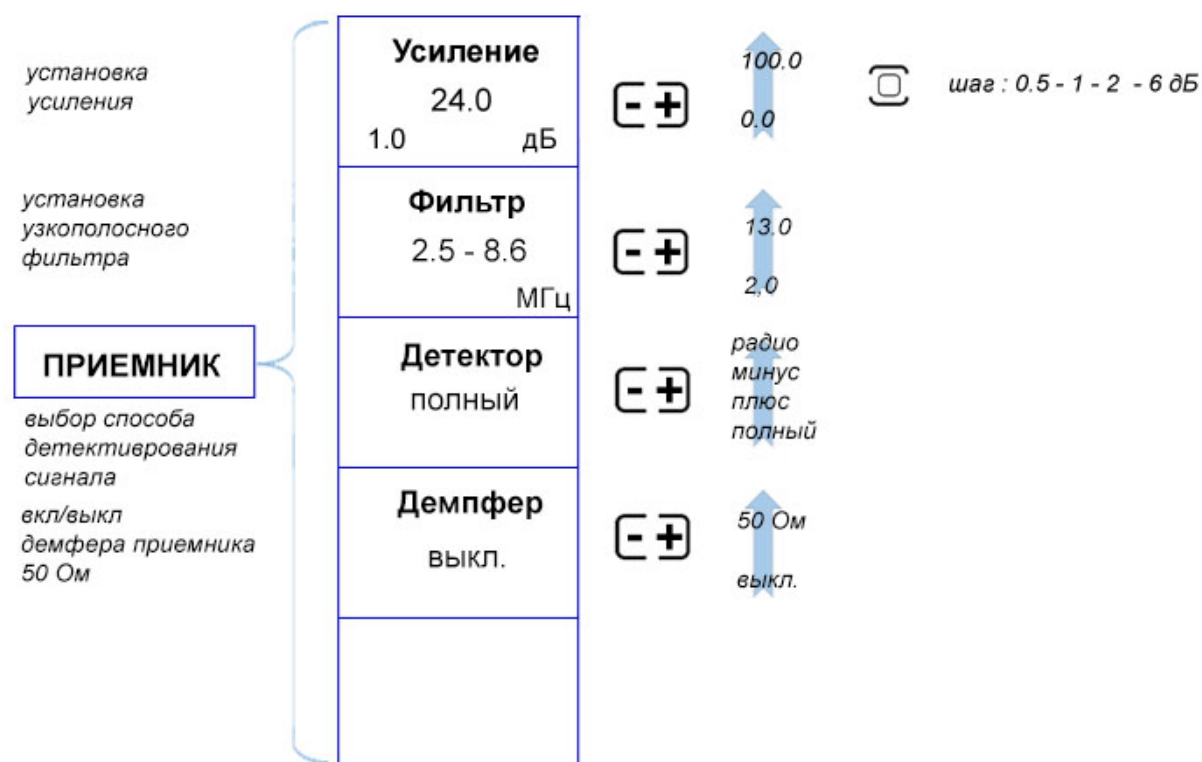 установка
усиления
Усиление
24.0
1.0 дБ
- +
100.0
0.0
шаг : 0.5 - 1 - 2 - 6 дБ
установка
узкополосного
фильтра
Фильтр
2.5 - 8.6
МГц
- +
13.0
2,0
ПРИЕМНИК
выбор способа
детективрования
сигнала
Детектор
полный
- +
радио
минус
плюс
полный
вкл/выкл
демфера приемника
50 Ом
Демпфер
выкл.
- +
50 Ом
выкл.